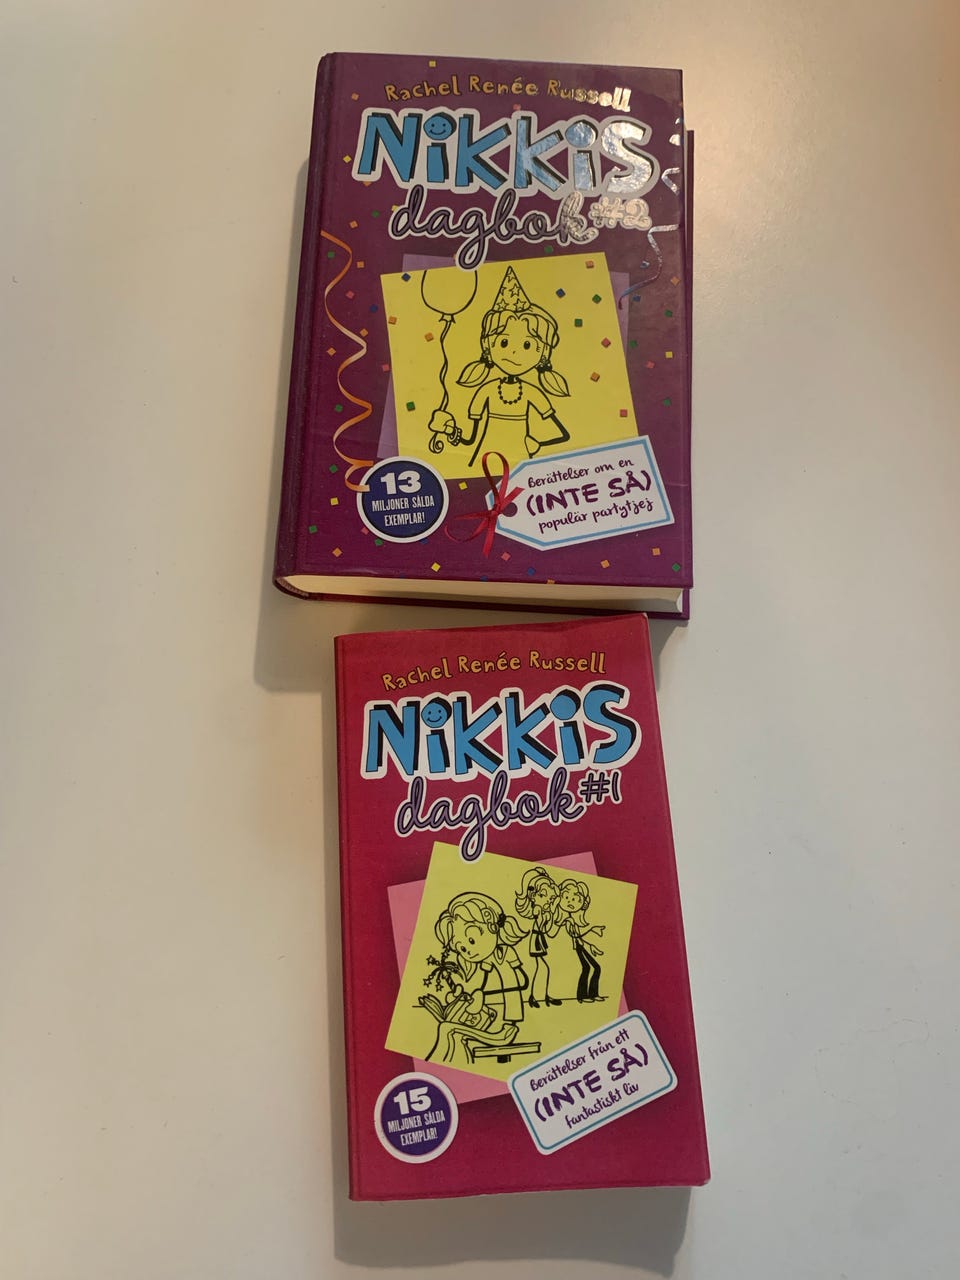 Rachel Renée Russell
NiKKiS
dagbok #2
13
MILJONER SÅLDA
EXEMPLAR!
Berättelser om en
(INTE SÅ)
populär partytjej
Rachel Renée Russell
NiKKiS
dagbok #1
Berättelser från ett
(INTE SÅ)
fantastiskt liv
15
MILJONER SÅLDA
EXEMPLAR!